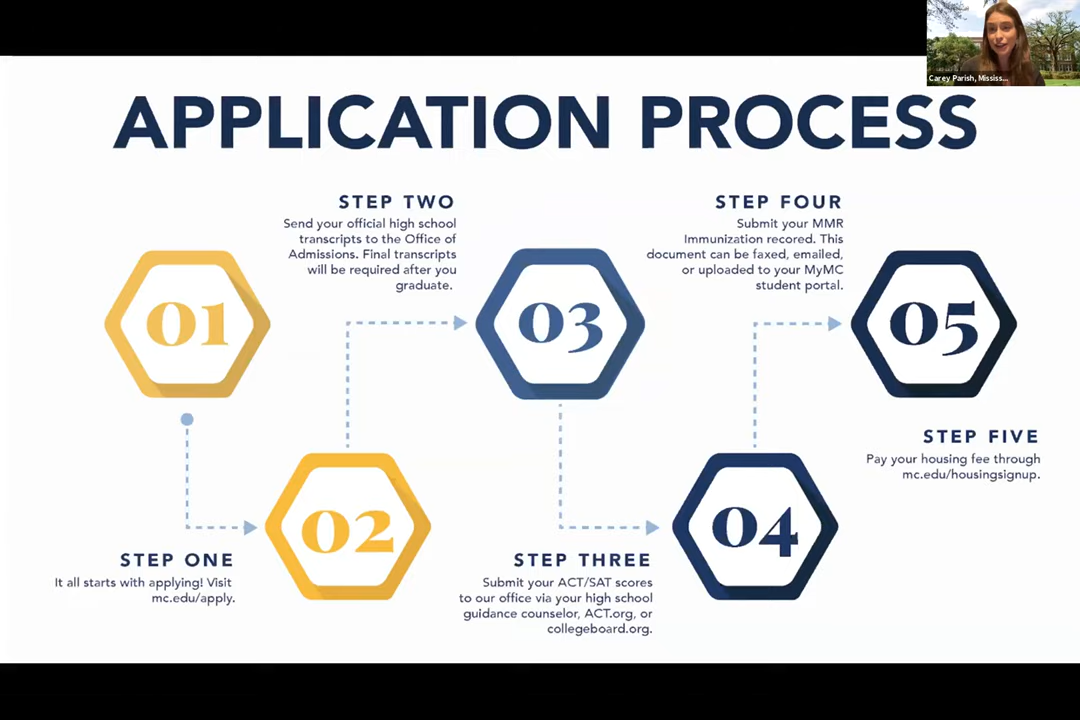 Carey Parish, Mississ...
APPLICATION PROCESS
01
STEP ONE
It all starts with applying! Visit
mc.edu/apply.
STEP TWO
Send your official high school
transcripts to the Office of
Admissions. Final transcripts
will be required after you
graduate.
02
03
STEP THREE
Submit your ACT/SAT scores
to our office via your high school
guidance counselor, ACT.org, or
collegeboard.org.
STEP FOUR
Submit your MMR
Immunization recored. This
document can be faxed, emailed,
or uploaded to your MyMC
student portal.
04
05
STEP FIVE
Pay your housing fee through
mc.edu/housingsignup.